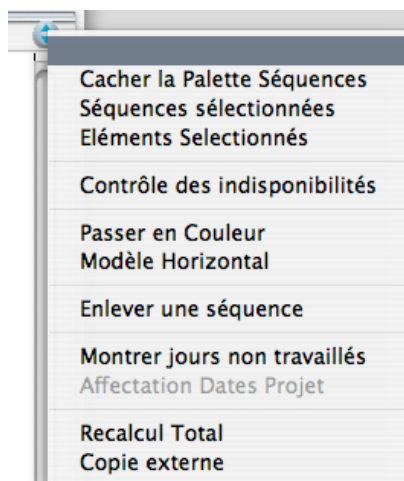 Cacher la Palette Séquences
Séquences sélectionnées
Eléments Selectionnés
Contrôle des indisponibilités
Passer en Couleur
Modèle Horizontal
Enlever une séquence
Montrer jours non travaillés
Affectation Dates Projet
Recalcul Total
Copie externe